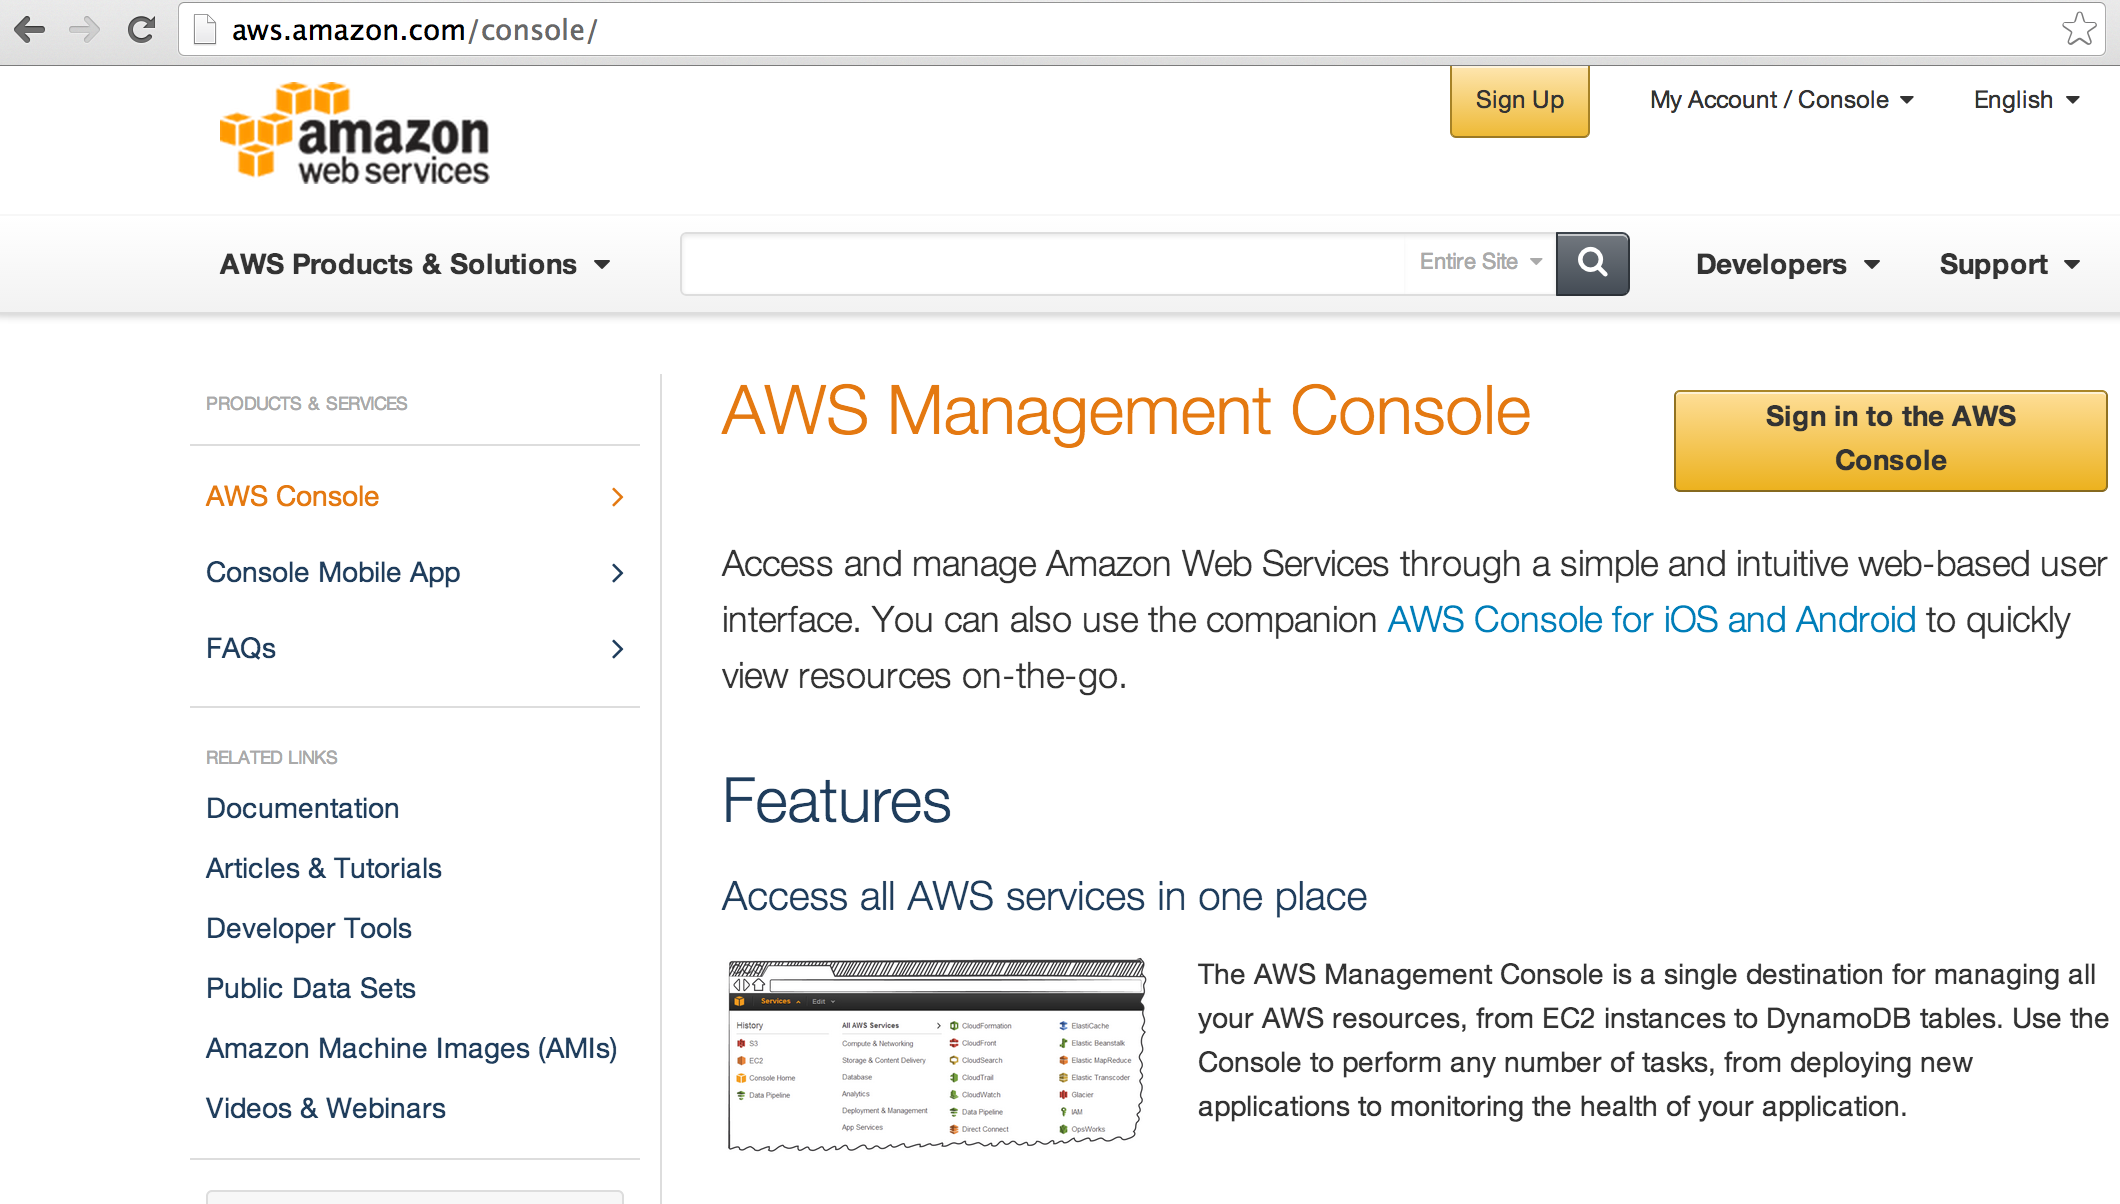 aws.amazon.com/console/
amazon
web services
Sign Up
My Account / Console
English
AWS Products & Solutions
Entire Site
Developers
Support
PRODUCTS & SERVICES
AWS Console
Console Mobile App
FAQs
RELATED LINKS
Documentation
Articles & Tutorials
Developer Tools
Public Data Sets
Amazon Machine Images (AMIs)
Videos & Webinars
AWS Management Console
Sign in to the AWS
Console
Access and manage Amazon Web Services through a simple and intuitive web-based user
interface. You can also use the companion AWS Console for iOS and Android to quickly
view resources on-the-go.
Features
Access all AWS services in one place
Services
Edit
History
S3
EC2
Console Home
Data Pipeline
All AWS Services
Compute & Networking
Storage & Content Delivery
Database
Analytics
Deployment & Management
App Services
CloudFormation
CloudFront
CloudSearch
CloudTrail
CloudWatch
Data Pipeline
Direct Connect
ElastiCache
Elastic Beanstalk
Elastic MapReduce
Elastic Transcoder
Glacier
IAM
OpsWorks
The AWS Management Console is a single destination for managing all
your AWS resources, from EC2 instances to DynamoDB tables. Use the
Console to perform any number of tasks, from deploying new
applications to monitoring the health of your application.